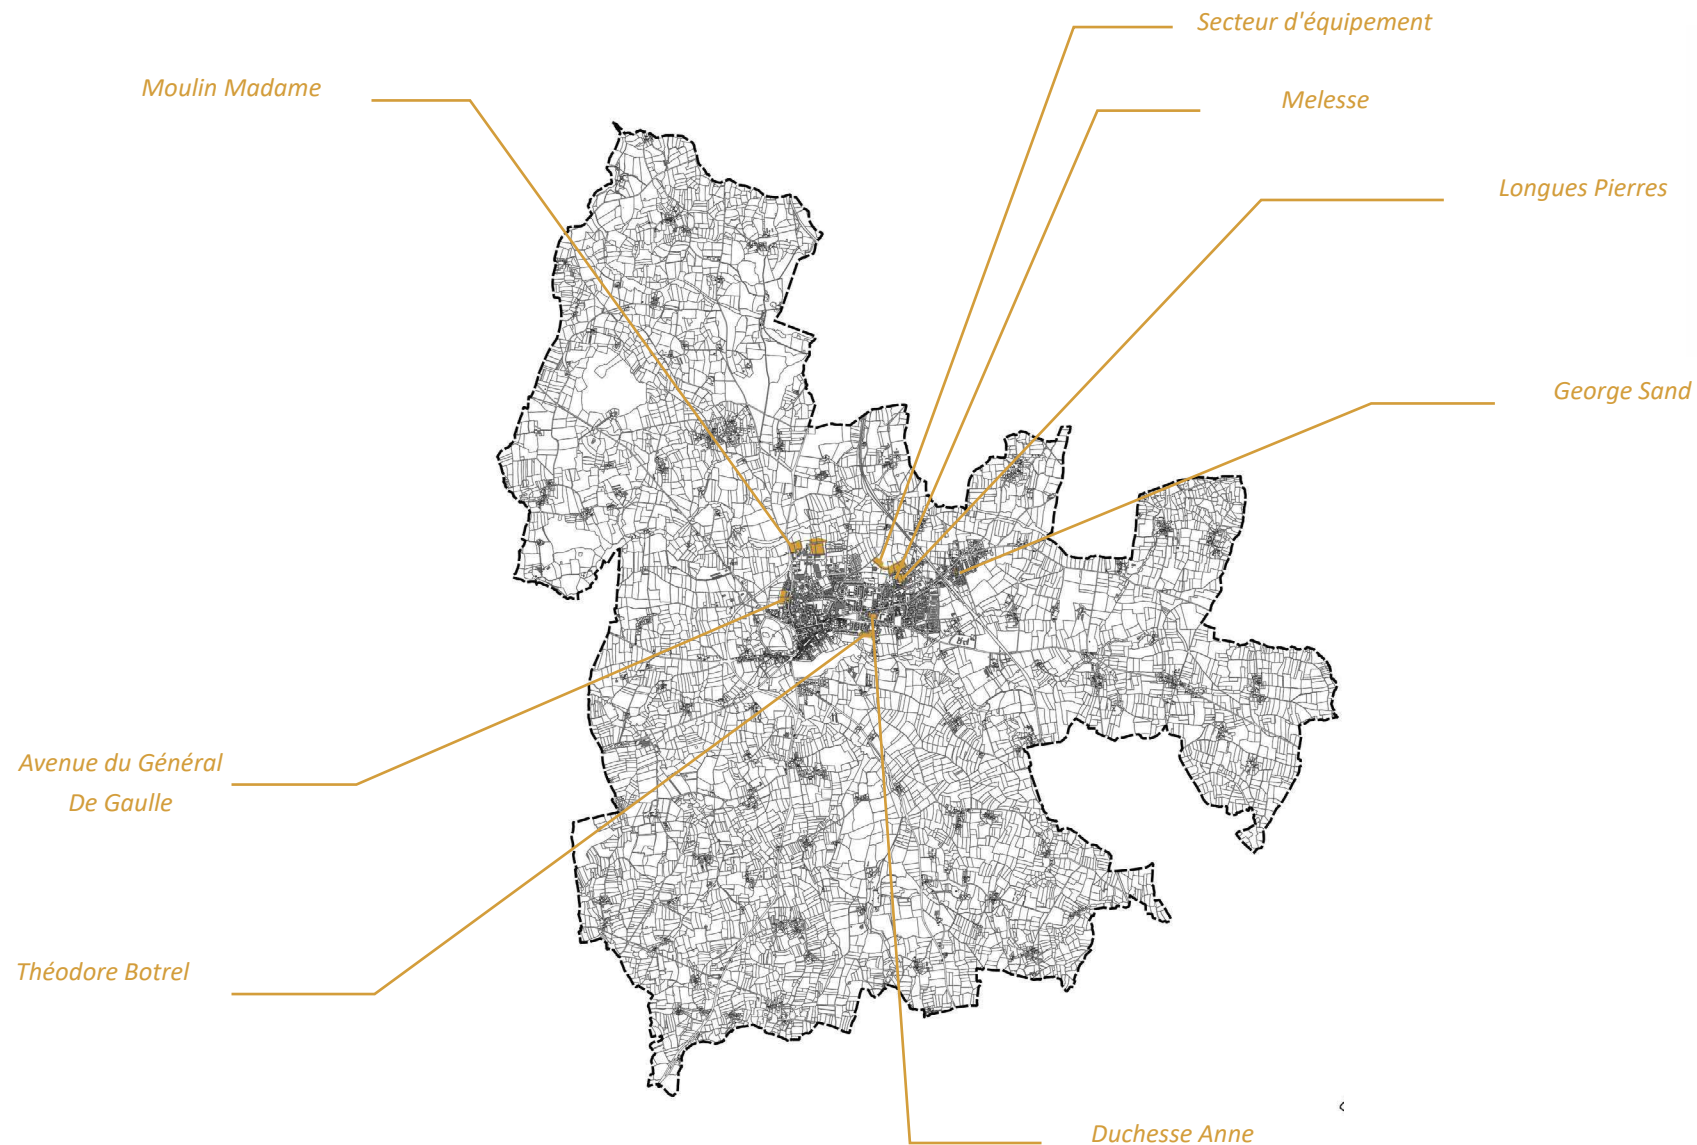 Secteur d'équipement
Moulin Madame
Melesse
Longues Pierres
George Sand
Avenue du Général
De Gaulle
Théodore Botrel
Duchesse Anne